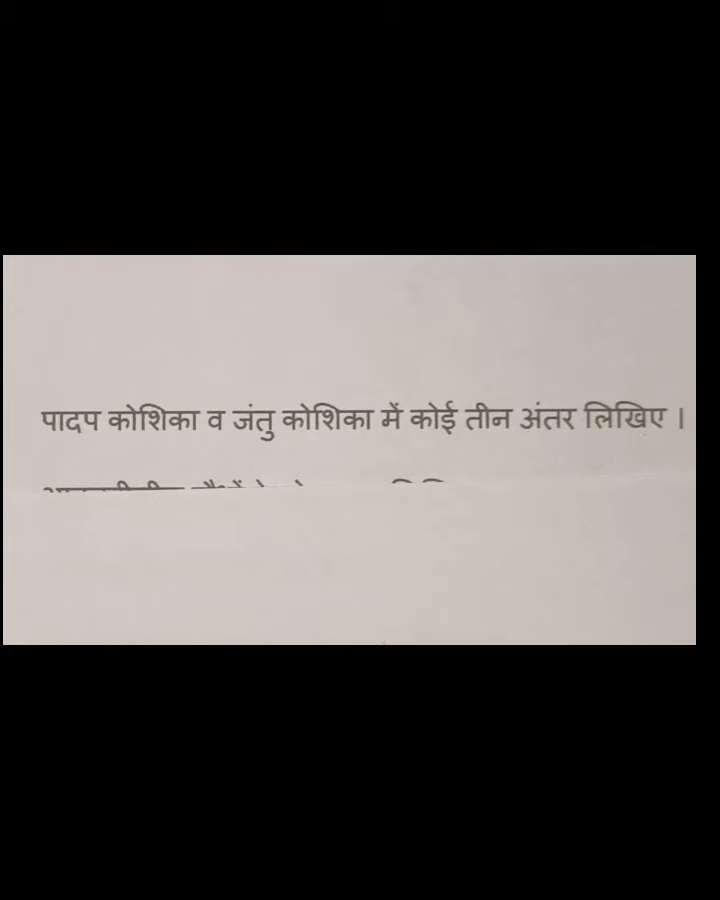 पादप कोशिका व जंतु कोशिका में कोई तीन अंतर लिखिए ।